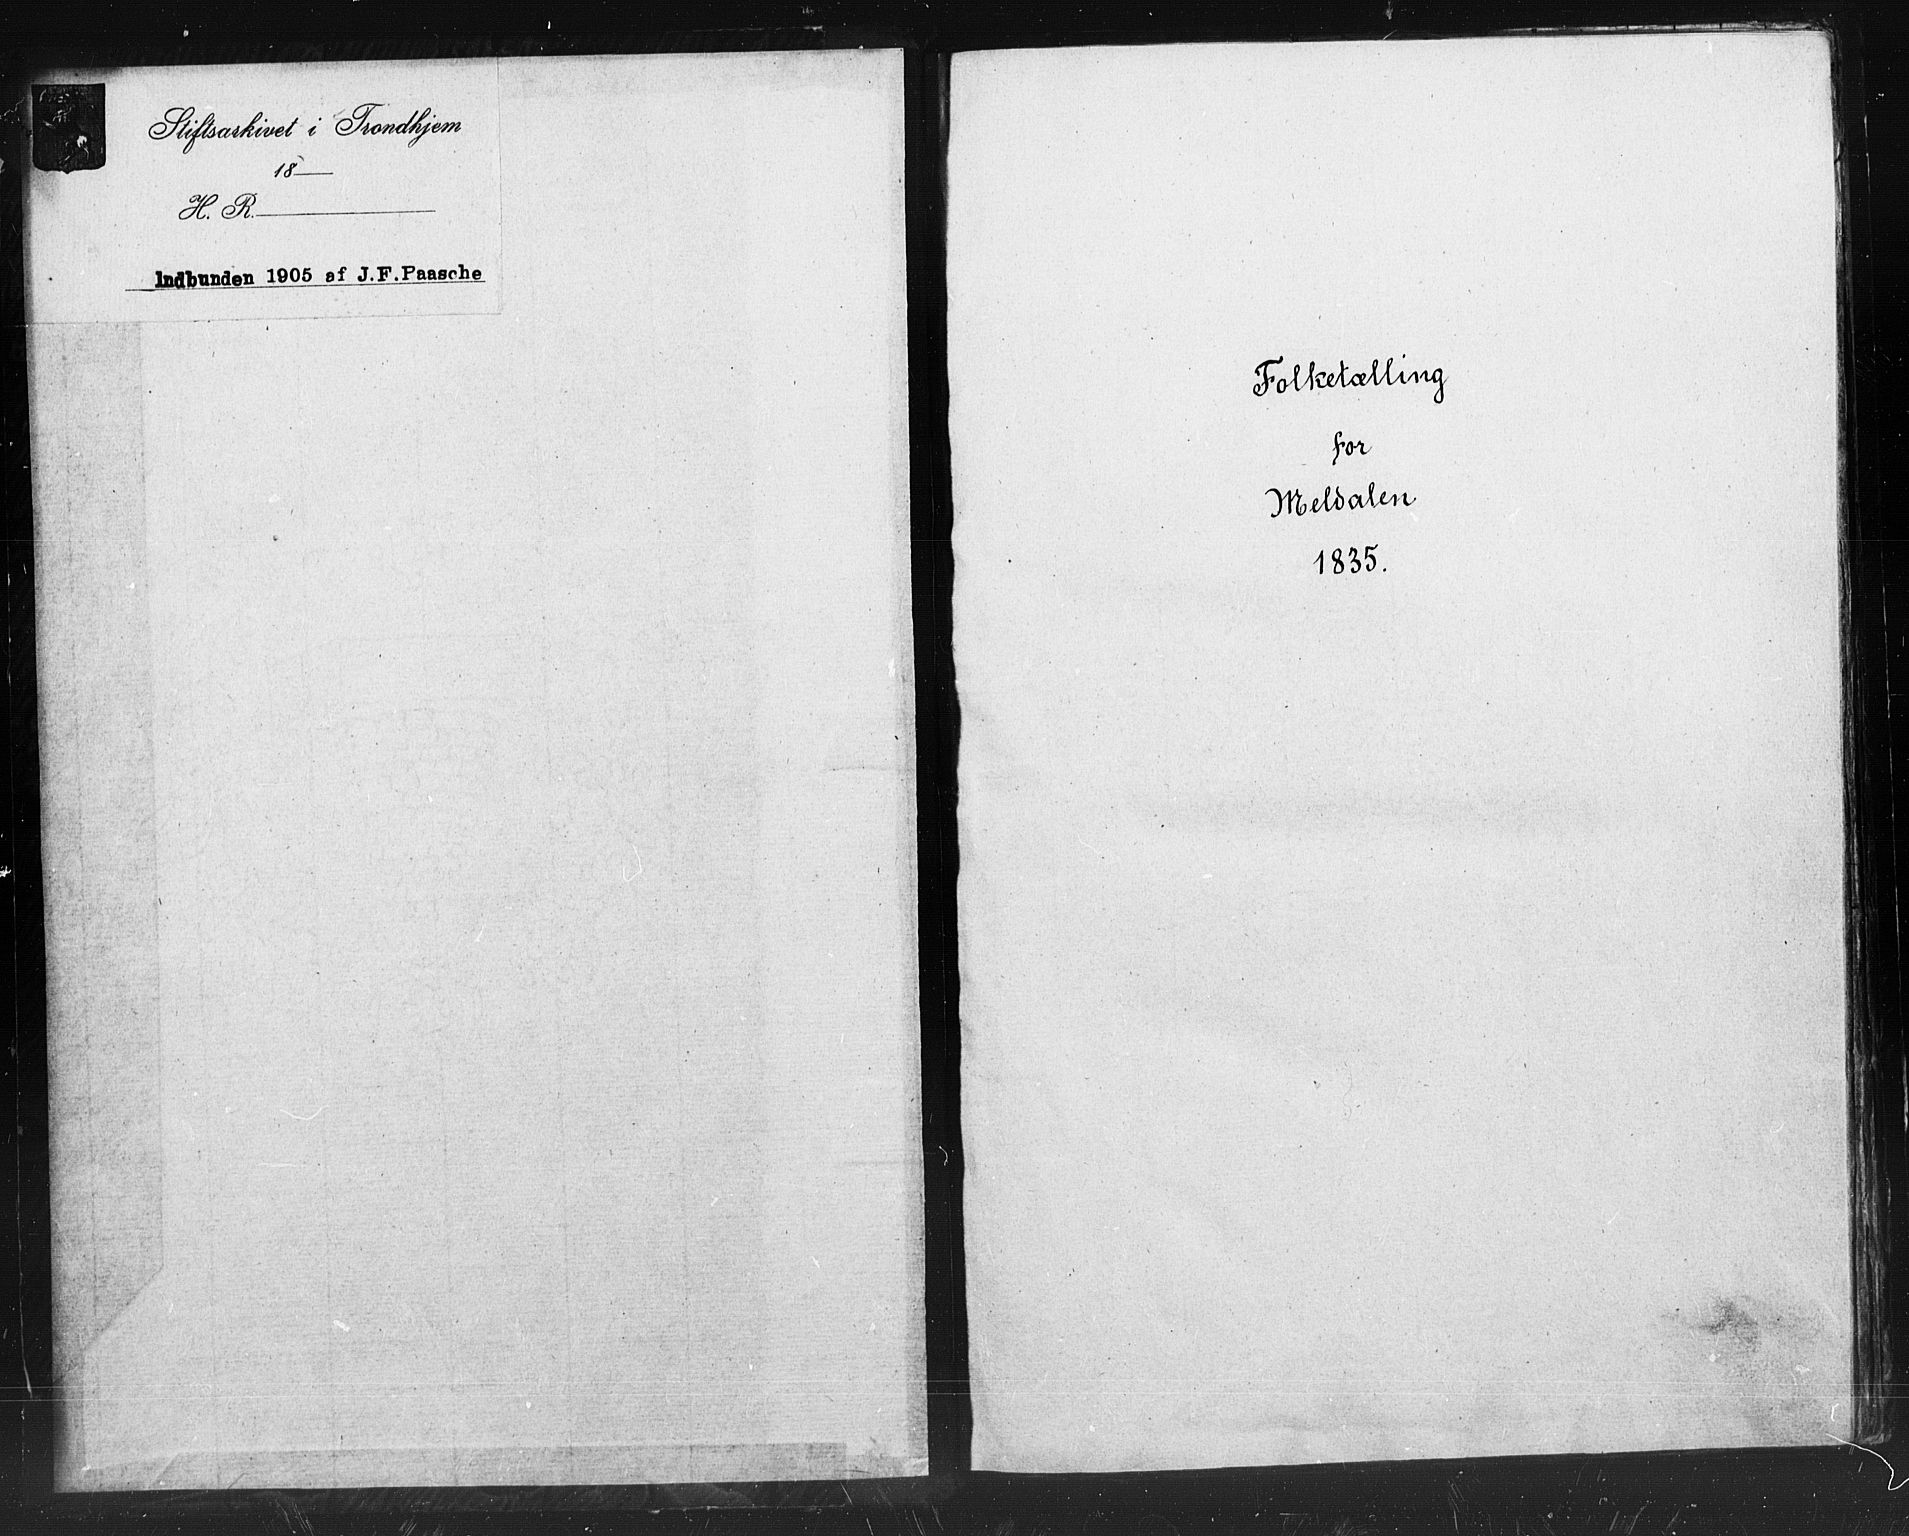 Stiftsarkivet i Trondhjem
18
H. R.
Indbunden 1905 af J.F.Paasche
Folketælling
for
Meldalen
1835.